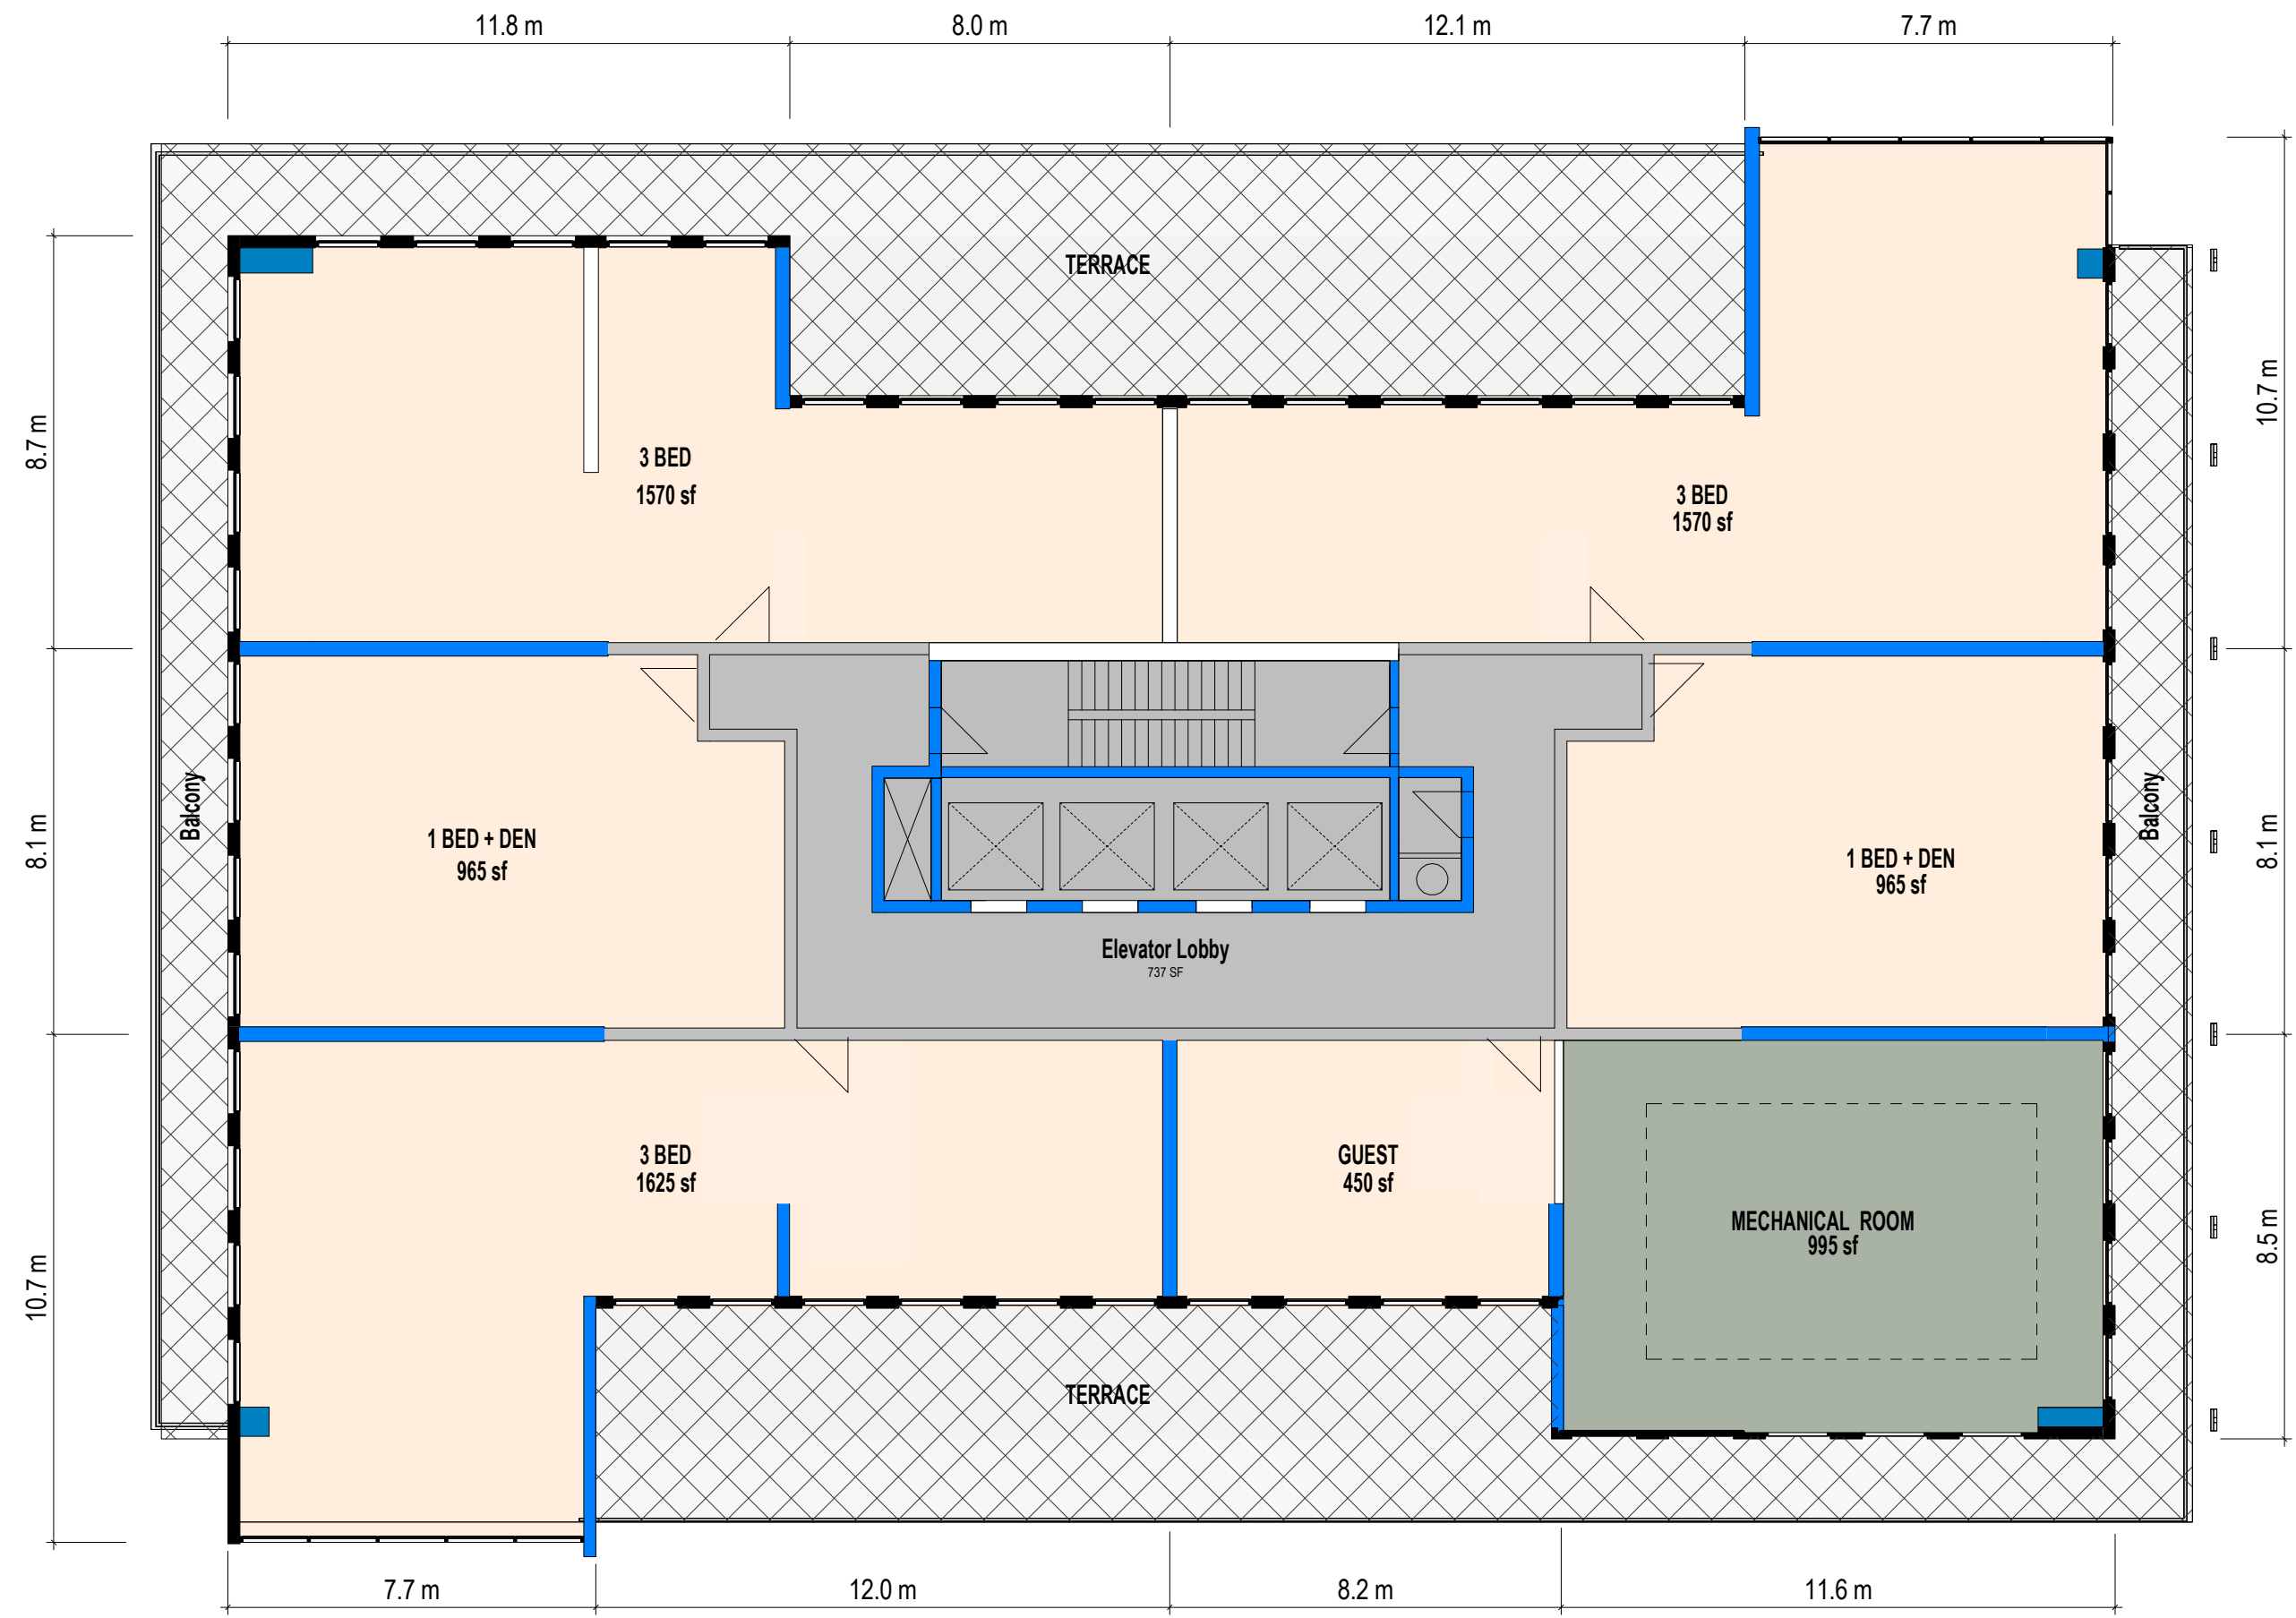 11.8 m
8.0 m
12.1 m
7.7 m
TERRACE
8.7 m
10.7 m
3 BED
1570 sf
3 BED
1570 sf
Balcony
8.1 m
1 BED + DEN
965 sf
1 BED + DEN
965 sf
Balcony
8.1 m
Elevator Lobby
737 SF
10.7 m
3 BED
1625 sf
GUEST
450 sf
MECHANICAL ROOM
995 sf
8.5 m
TERRACE
7.7 m
12.0 m
8.2 m
11.6 m